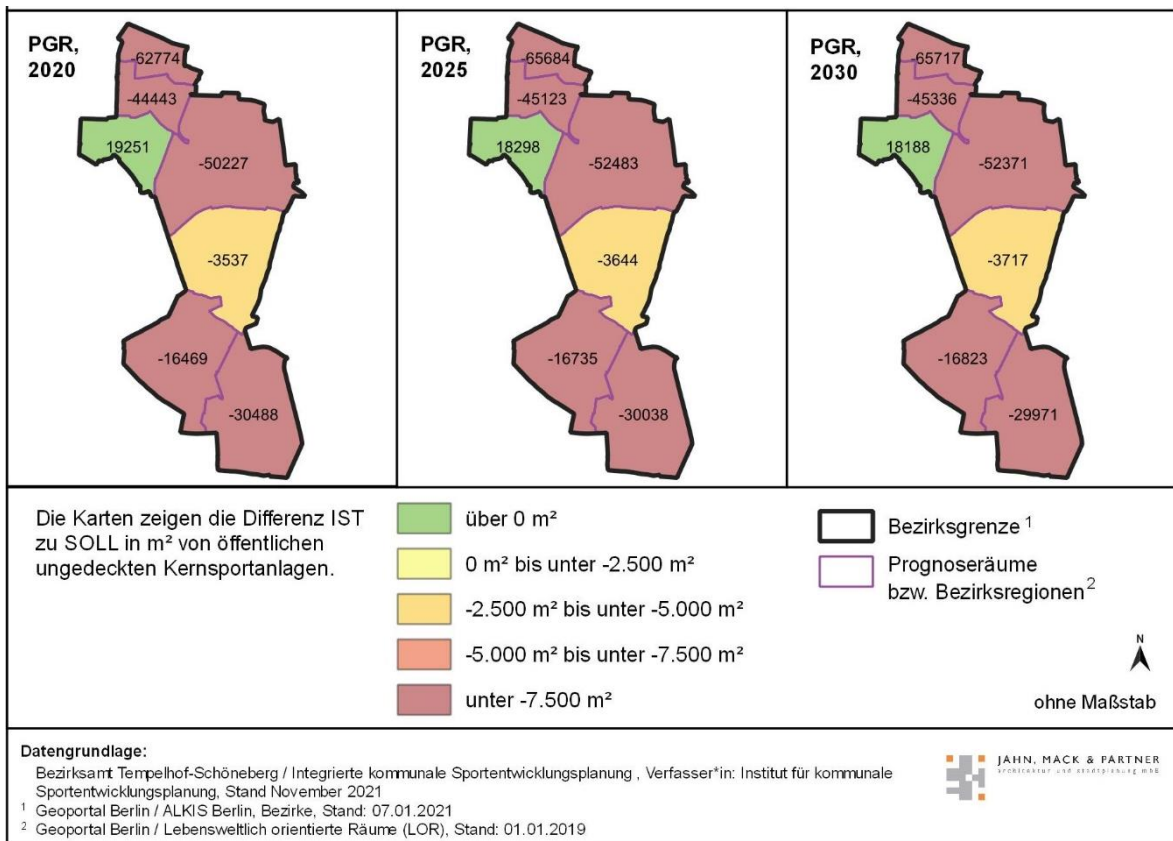 PGR,
2020
-62774
-44443
19251
-50227
-3537
-16469
-30488
PGR,
2025
-65684
-45123
18298
-52483
-3644
-16735
-30038
PGR,
2030
-65717
-45336
18188
-52371
-3717
-16823
-29971
Die Karten zeigen die Differenz IST
zu SOLL in m² von öffentlichen
ungedeckten Kernsportanlagen.
über 0 m²
0 m² bis unter -2.500 m²
-2.500 m² bis unter -5.000 m²
-5.000 m² bis unter -7.500 m²
unter -7.500 m²
Bezirksgrenze ¹
Prognoseräume
bzw. Bezirksregionen ²
N
ohne Maßstab
Datengrundlage:
Bezirksamt Tempelhof-Schöneberg / Integrierte kommunale Sportentwicklungsplanung , Verfasser*in: Institut für kommunale
Sportentwicklungsplanung, Stand November 2021
¹ Geoportal Berlin / ALKIS Berlin, Bezirke, Stand: 07.01.2021
² Geoportal Berlin / Lebensweltlich orientierte Räume (LOR), Stand: 01.01.2019
JAHN, MACK & PARTNER
architektur und stadtplanung mbB